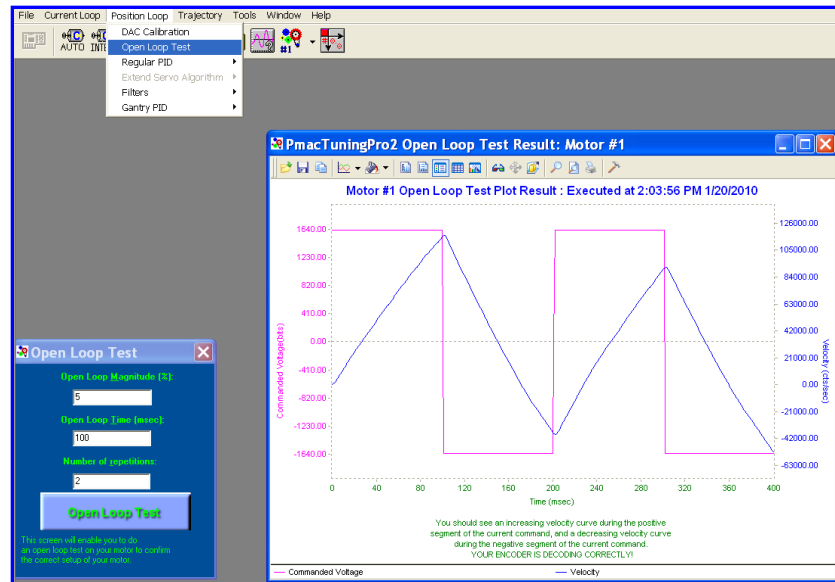 File Current Loop Position Loop Trajectory Tools Window Help
AUTO INTE
#1
DAC Calibration
Open Loop Test
Regular PID
Extend Servo Algorithm
Filters
Gantry PID
PmacTuningPro2 Open Loop Test Result: Motor #1
Motor #1 Open Loop Test Plot Result : Executed at 2:03:56 PM 1/20/2010
1640.00
1230.00
820.00
410.00
0.00
-410.00
-820.00
-1230.00
-1640.00
Commanded Voltage(bits)
126000.00
105000.00
84000.00
63000.00
42000.00
21000.00
0.00
-21000.00
-42000.00
-63000.00
Velocity (cts/sec)
0 40 80 120 160 200 240 280 320 360 400
Time (msec)
You should see an increasing velocity curve during the positive
segment of the current command, and a decreasing velocity curve
during the negative segment of the current command.
YOUR ENCODER IS DECODING CORRECTLY!
Commanded Voltage Velocity
Open Loop Test
Open Loop Magnitude (%):
5
Open Loop Time (msec):
100
Number of repetitions:
2
Open Loop Test
This screen will enable you to do
an open loop test on your motor to confirm
the correct setup of your motor.